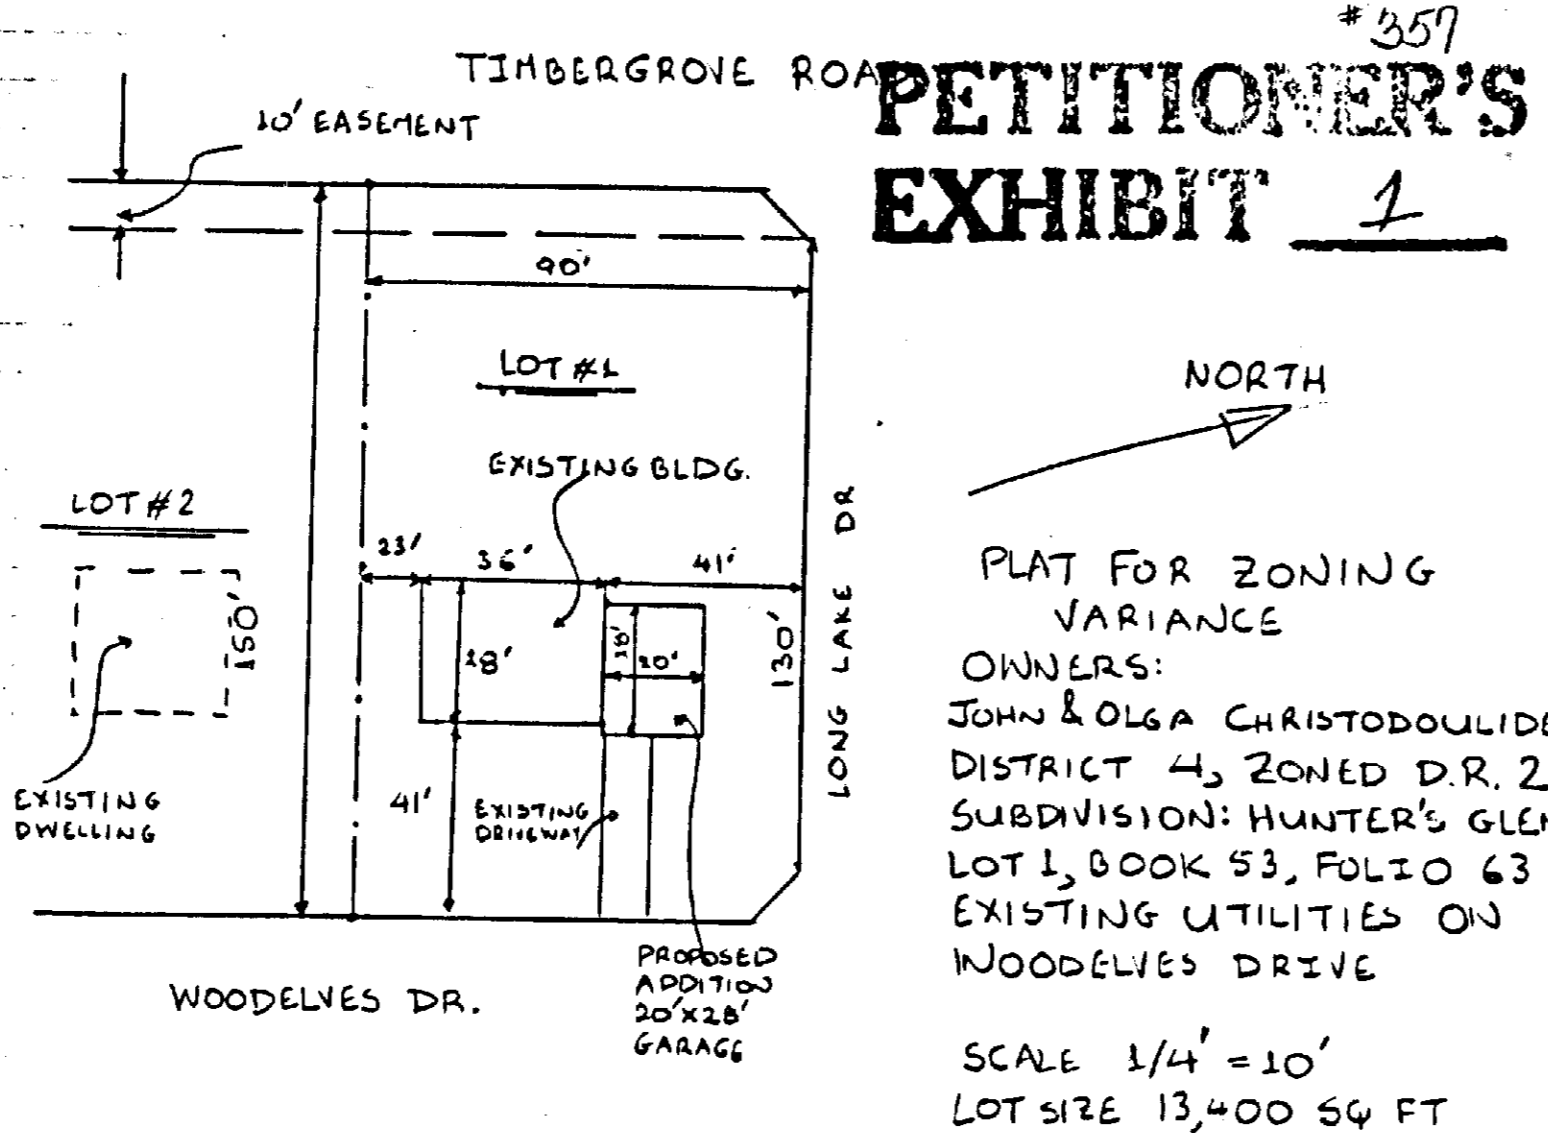 #357
TIMBERGROVE ROAD
PETITIONER'S
EXHIBIT 1
10' EASEMENT
90'
LOT #1
NORTH
EXISTING BLDG.
LOT #2
23'
36'
41'
150'
28'
28'
20'
130'
LONG LAKE DR
41'
EXISTING
DRIVEWAY
EXISTING
DWELLING
PROPOSED
ADDITION
20'X28'
GARAGE
WOODELVES DR.
PLAT FOR ZONING
VARIANCE
OWNERS:
JOHN & OLGA CHRISTODOULIDE
DISTRICT 4, ZONED D.R. 2
SUBDIVISION: HUNTER'S GLEN
LOT 1, BOOK 53, FOLIO 63
EXISTING UTILITIES ON
WOODELVES DRIVE
SCALE 1/4' = 10'
LOT SIZE 13,400 SQ FT